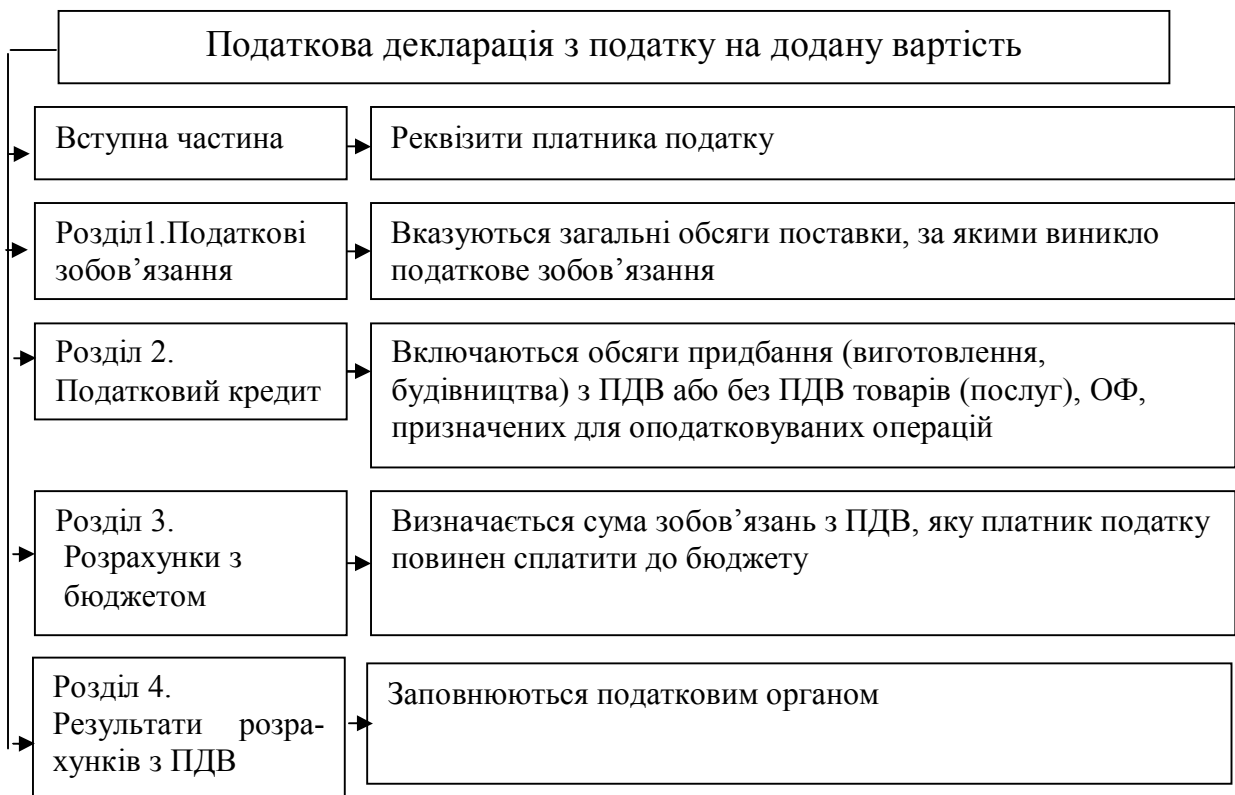 Податкова декларація з податку на додану вартість
Вступна частина
Реквізити платника податку
Розділ1.Податкові
зобов’язання
Вказуються загальні обсяги поставки, за якими виникло
податкове зобов’язання
Розділ 2.
Податковий кредит
Включаються обсяги придбання (виготовлення,
будівництва) з ПДВ або без ПДВ товарів (послуг), ОФ,
призначених для оподатковуваних операцій
Розділ 3.
Розрахунки з
бюджетом
Визначається сума зобов’язань з ПДВ, яку платник податку
повинен сплатити до бюджету
Розділ 4.
Результати розра-
хунків з ПДВ
Заповнюються податковим органом